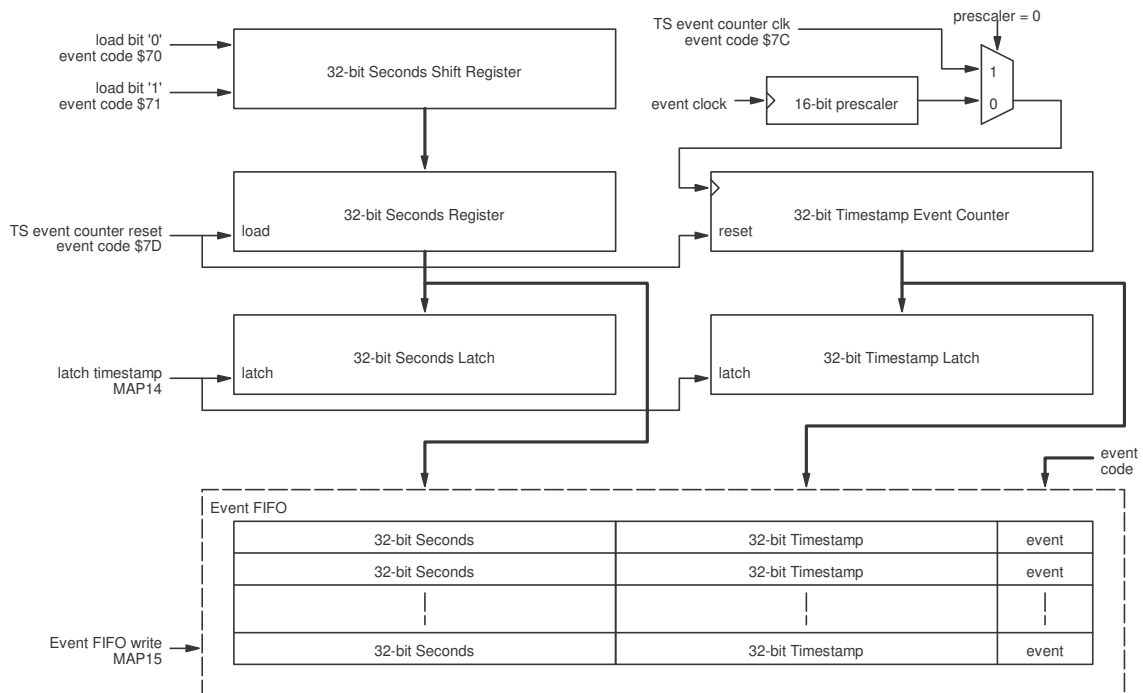 prescaler = 0
load bit '0'
event code $70
TS event counter clk
event code $7C
32-bit Seconds Shift Register
1
load bit '1'
event code $71
event clock
16-bit prescaler
0
32-bit Seconds Register
32-bit Timestamp Event Counter
TS event counter reset
event code $7D
load
reset
32-bit Seconds Latch
32-bit Timestamp Latch
latch timestamp
MAP14
latch
latch
event
code
Event FIFO
32-bit Seconds 32-bit Timestamp event
32-bit Seconds 32-bit Timestamp event
Event FIFO write
MAP15
32-bit Seconds 32-bit Timestamp event